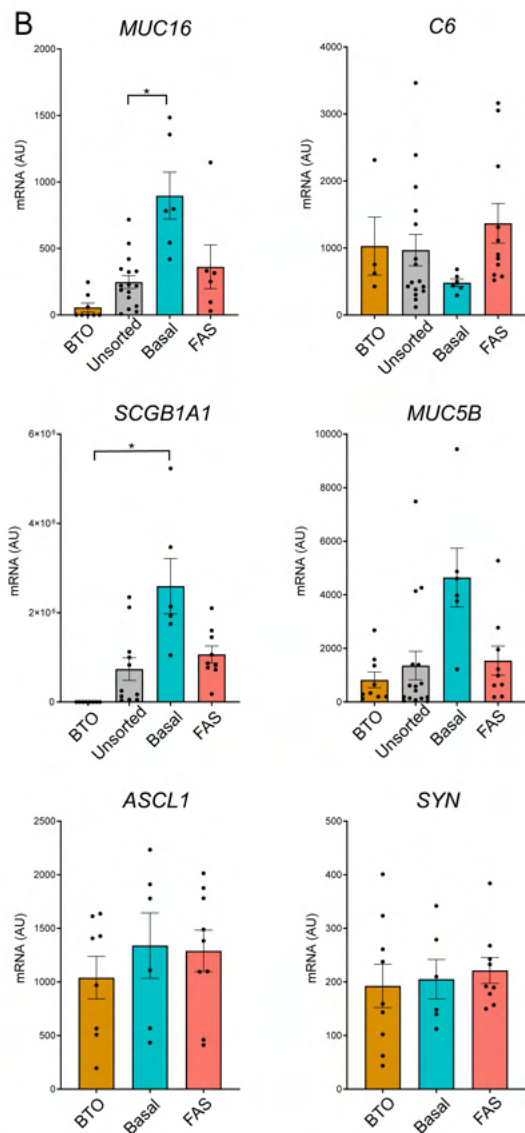 B
MUC16
C6
mRNA (AU)
2000
1500
1000
500
0
*
BTO
Unsorted
Basal
FAS
mRNA (AU)
4000
3000
2000
1000
0
BTO
Unsorted
Basal
FAS
SCGB1A1
MUC5B
mRNA (AU)
4×10⁶
2×10⁶
0
*
BTO
Unsorted
Basal
FAS
mRNA (AU)
10000
8000
6000
4000
2000
0
BTO
Unsorted
Basal
FAS
ASCL1
SYN
mRNA (AU)
2500
2000
1500
1000
500
0
BTO
Basal
FAS
mRNA (AU)
500
400
300
200
100
0
BTO
Basal
FAS